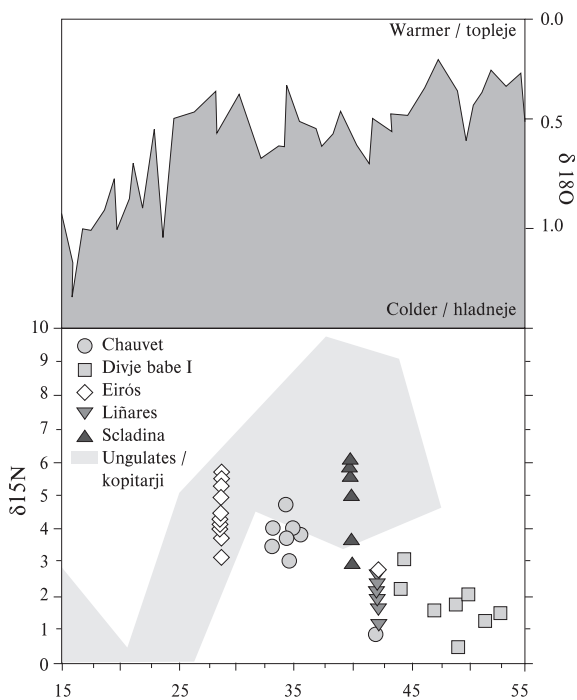 Warmer / topleje
0.0
0.5
δ 18O
1.0
Colder / hladneje
10
Chauvet
9
Divje babe I
8
Eirós
Liñares
7
Scladina
Ungulates /
6
kopitarji
δ15N
5
4
3
2
1
0
15 25 35 45 55